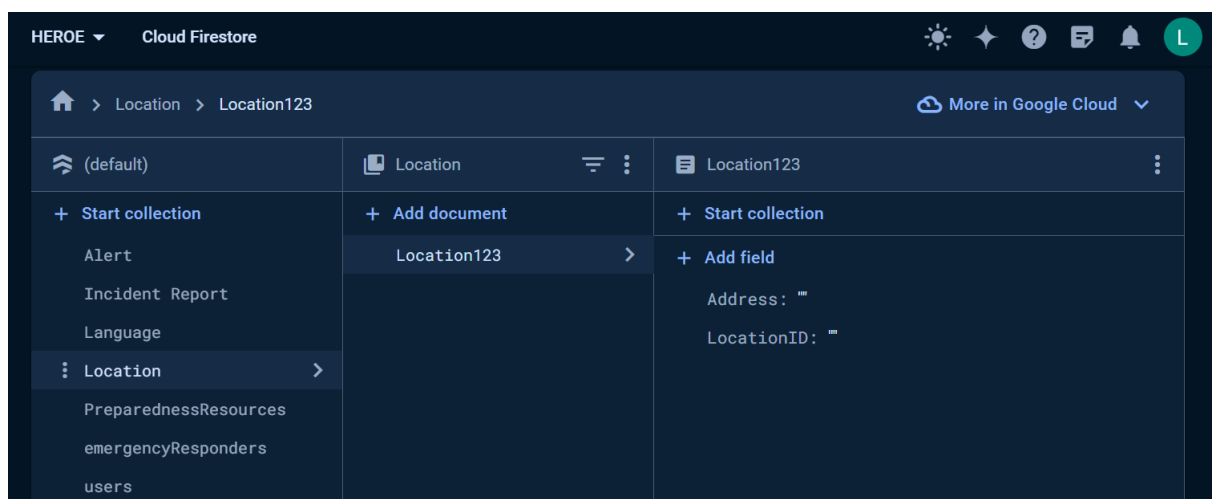 HEROE Cloud Firestore L
Location Location123 More in Google Cloud
(default) Location Location123
+ Start collection + Add document + Start collection
Alert Location123 + Add field
Incident Report Address: ""
Language LocationID: ""
Location
PreparednessResources
emergencyResponders
users